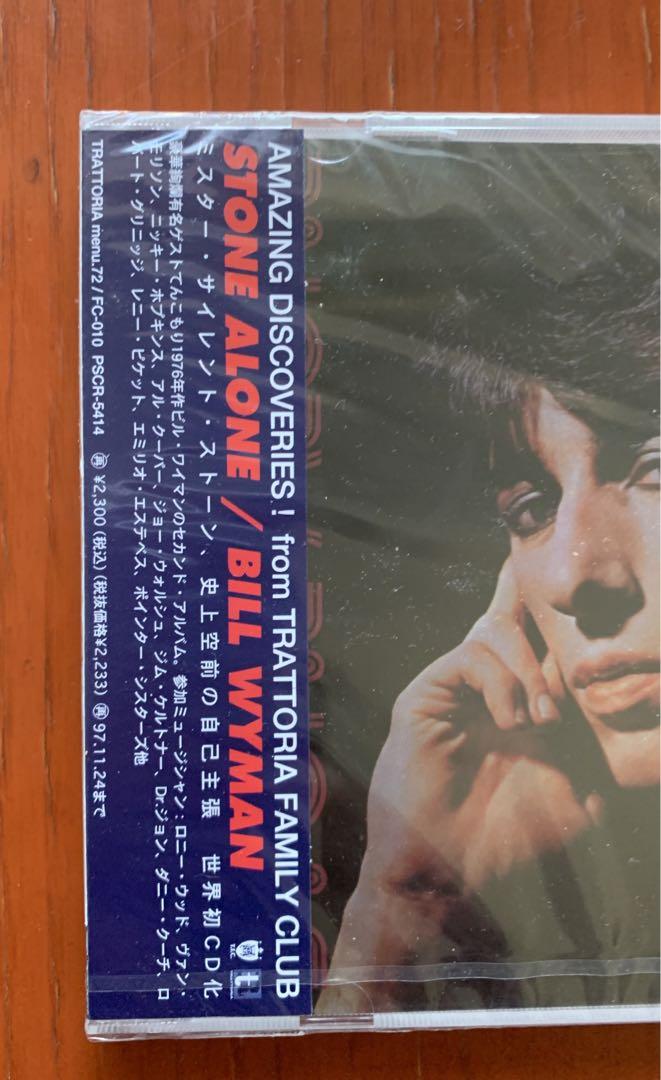 AMAZING DISCOVERIES! from TRATTORIA FAMILY CLUB
STONE ALONE / BILL WYMAN
ミスター・サイレント・ストーン、史上空前の自己主張 世界初CD化
豪華絢爛有名ゲストてんこもり1976年作ビル・ワイマンのセカンド・アルバム。参加ミュージシャン：ロニー・ウッド、ヴァン・
モリソン、ニッキー・ホプキンス、アル・クーパー、ジョー・ウォルシュ、ジム・ケルトナー、Dr.ジョン、ダニー・クーチ、ロ
バート・グリニッジ、レニー・ピケット、エミリオ・エステベス、ポインター・シスターズ他
TRATTORIA menu.72 / FC-010 PSCR-5414 再 ¥2,300 (税込) (税抜価格¥2,233) 再 97.11.24まで